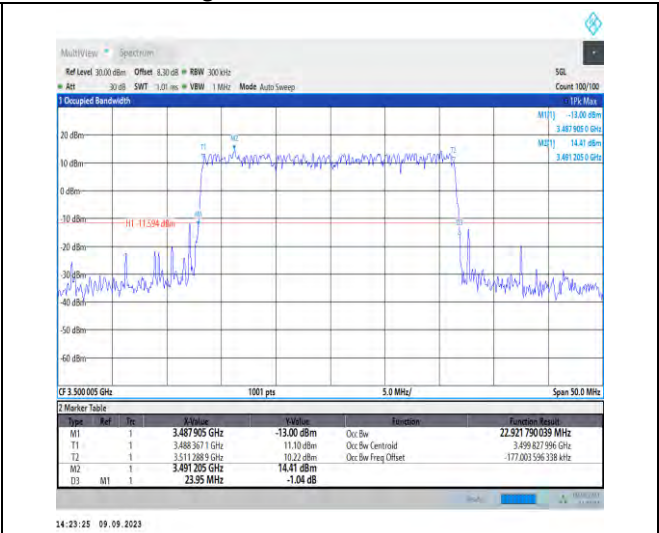 MultiView Spectrum
Ref Level 30.00 dBm Offset 8.30 dB RBW 300 kHz SGL
Att 30 dB SWT 1.01 ms VBW 1 MHz Mode Auto Sweep Count 100/100
1 Occupied Bandwidth 1Pk Max
M1[1] -13.00 dBm
3.487 905 0 GHz
M2[1] 14.41 dBm
3.491 205 0 GHz
20 dBm
T1 M2 T2
10 dBm
0 dBm
-10 dBm
H1 -11.594 dBm
-20 dBm
-30 dBm
-40 dBm
-50 dBm
-60 dBm
CF 3.500 005 GHz 1001 pts 5.0 MHz/ Span 50.0 MHz
2 Marker Table
Type Ref Trc X-Value Y-Value Function Function Result
M1 1 3.487 905 GHz -13.00 dBm Occ Bw 22.921 790 039 MHz
T1 1 3.488 367 1 GHz 11.10 dBm Occ Bw Centroid 3.499 827 996 GHz
T2 1 3.511 288 9 GHz 10.22 dBm Occ Bw Freq Offset -177.003 596 338 kHz
M2 1 3.491 205 GHz 14.41 dBm
D3 M1 1 23.95 MHz -1.04 dB
14:23:25 09.09.2023